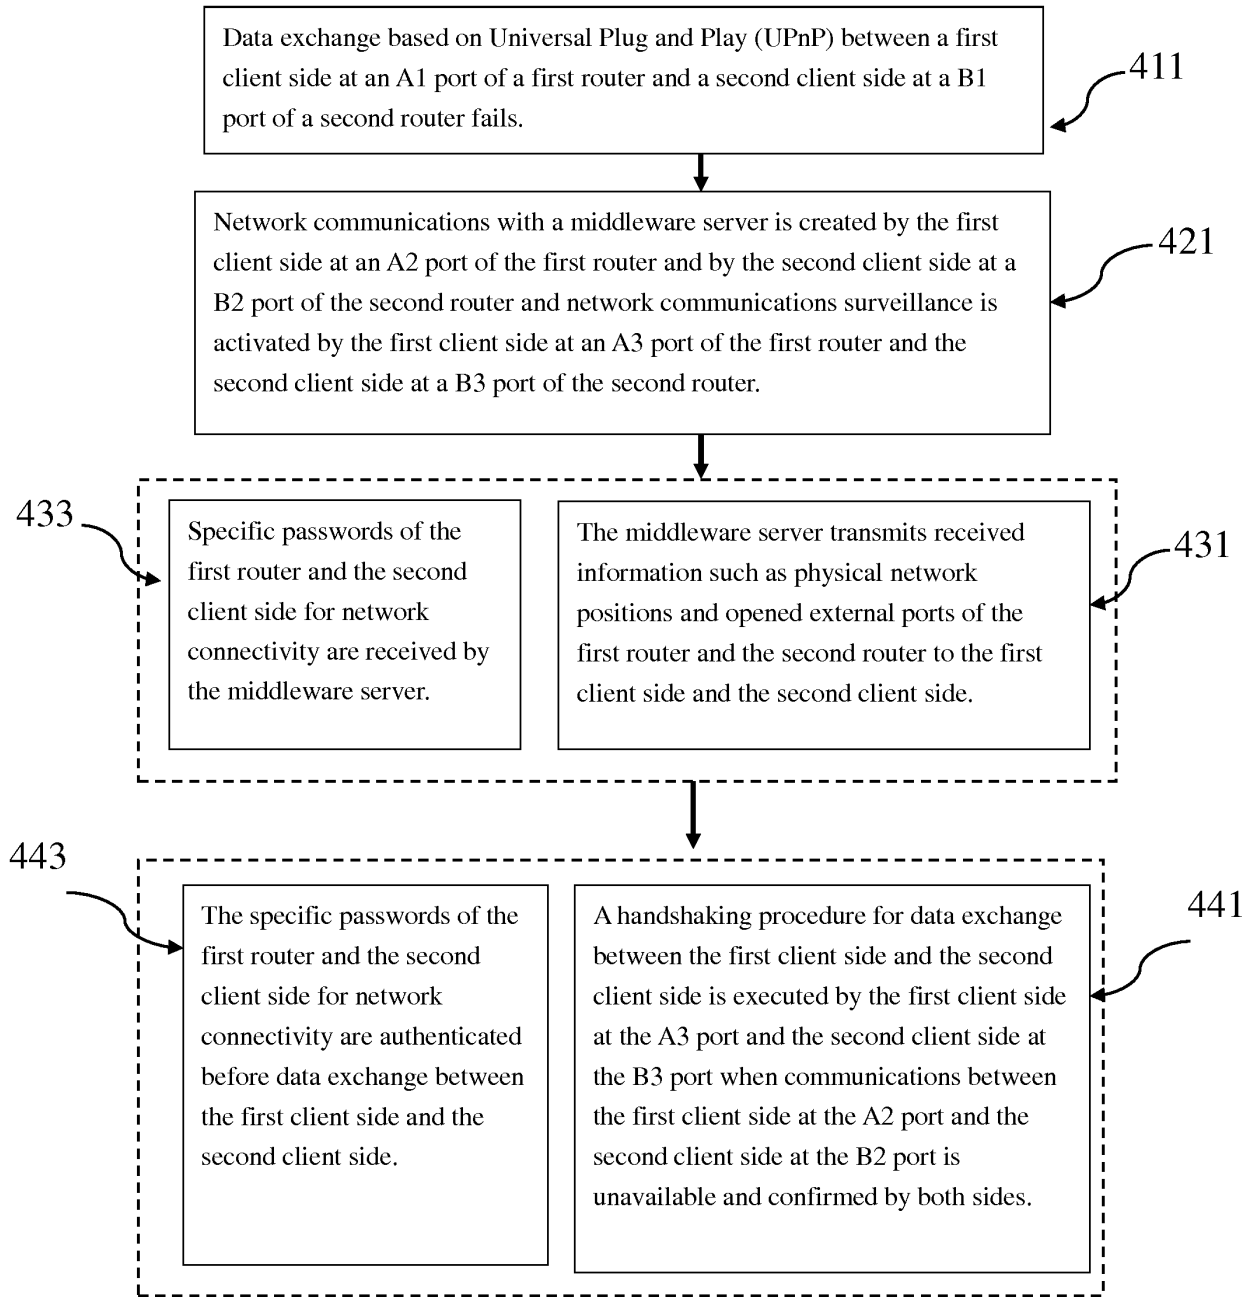 Data exchange based on Universal Plug and Play (UPnP) between a first
client side at an A1 port of a first router and a second client side at a B1
port of a second router fails.
411
Network communications with a middleware server is created by the first
client side at an A2 port of the first router and by the second client side at a
B2 port of the second router and network communications surveillance is
activated by the first client side at an A3 port of the first router and the
second client side at a B3 port of the second router.
421
433
Specific passwords of the
first router and the second
client side for network
connectivity are received by
the middleware server.
The middleware server transmits received
information such as physical network
positions and opened external ports of the
first router and the second router to the first
client side and the second client side.
431
443
The specific passwords of the
first router and the second
client side for network
connectivity are authenticated
before data exchange between
the first client side and the
second client side.
A handshaking procedure for data exchange
between the first client side and the second
client side is executed by the first client side
at the A3 port and the second client side at
the B3 port when communications between
the first client side at the A2 port and the
second client side at the B2 port is
unavailable and confirmed by both sides.
441